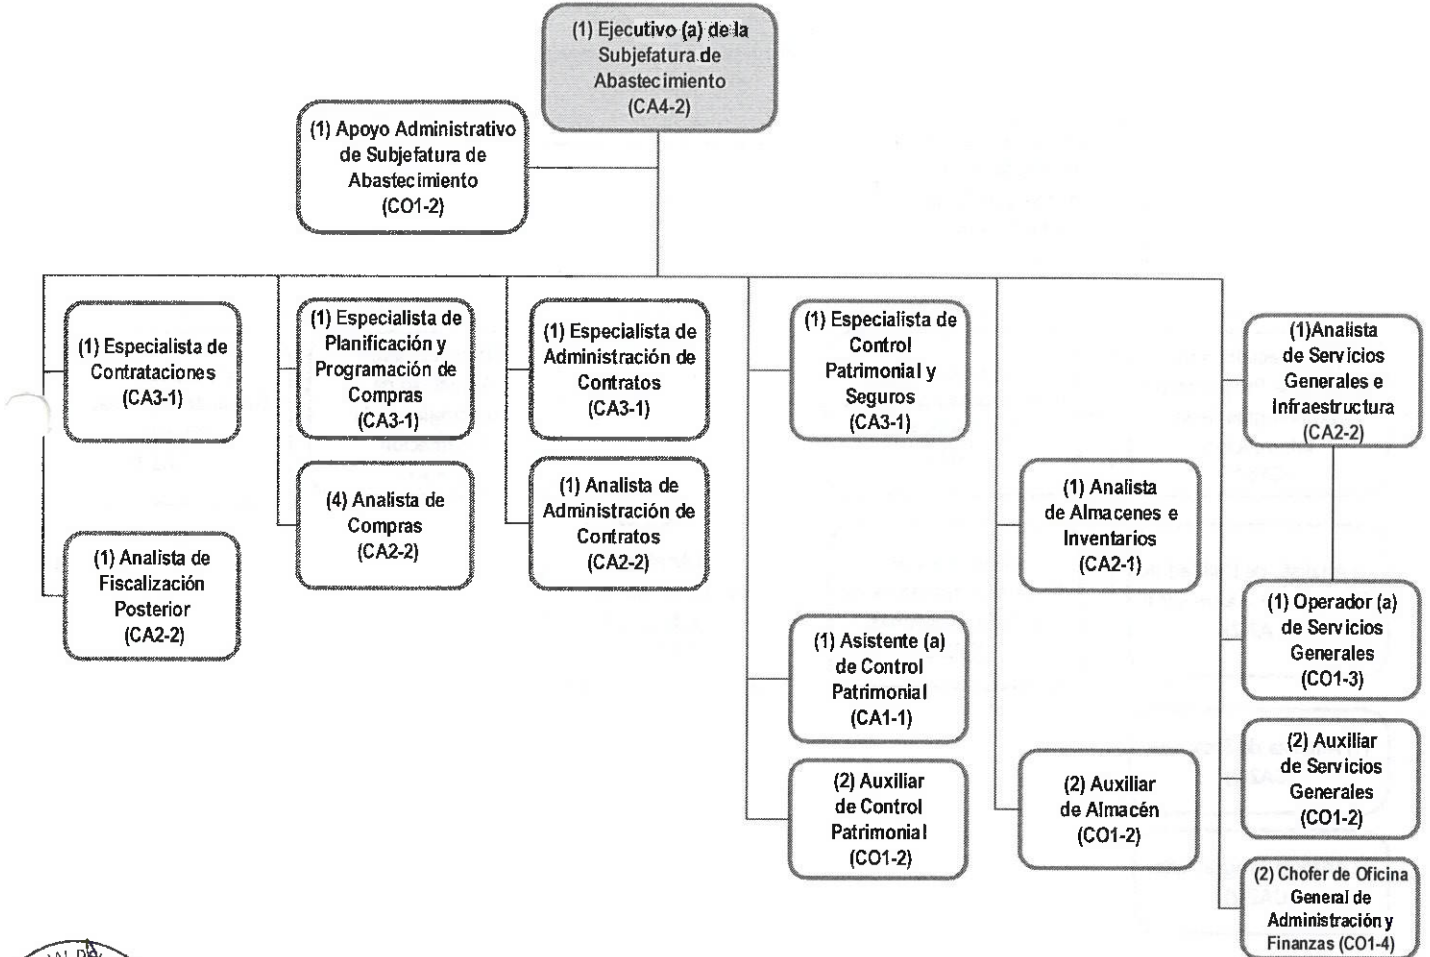 (1) Ejecutivo (a) de la
Subjefatura de
Abastecimiento
(CA4-2)
(1) Apoyo Administrativo
de Subjefatura de
Abastecimiento
(CO1-2)
(1) Especialista de
Contrataciones
(CA3-1)
(1) Analista de
Fiscalización
Posterior
(CA2-2)
(1) Especialista de
Planificación y
Programación de
Compras
(CA3-1)
(4) Analista de
Compras
(CA2-2)
(1) Especialista de
Administración de
Contratos
(CA3-1)
(1) Analista de
Administración de
Contratos
(CA2-2)
(1) Especialista de
Control
Patrimonial y
Seguros
(CA3-1)
(1) Asistente (a)
de Control
Patrimonial
(CA1-1)
(2) Auxiliar
de Control
Patrimonial
(CO1-2)
(1) Analista
de Almacenes e
Inventarios
(CA2-1)
(2) Auxiliar
de Almacén
(CO1-2)
(1)Analista
de Servicios
Generales e
Infraestructura
(CA2-2)
(1) Operador (a)
de Servicios
Generales
(CO1-3)
(2) Auxiliar
de Servicios
Generales
(CO1-2)
(2) Chofer de Oficina
General de
Administración y
Finanzas (CO1-4)